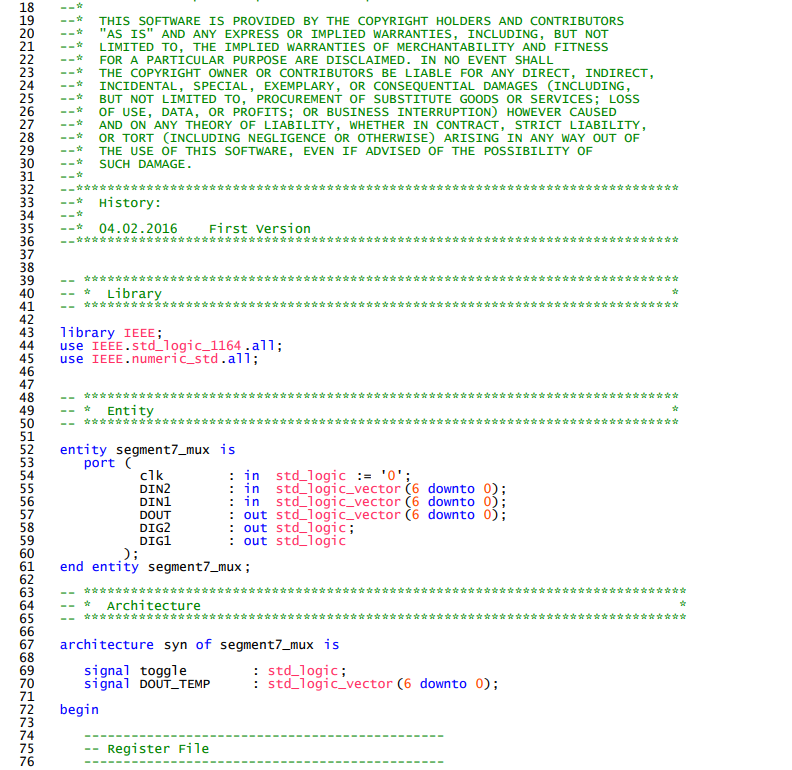 18 --*
19 --*  THIS SOFTWARE IS PROVIDED BY THE COPYRIGHT HOLDERS AND CONTRIBUTORS
20 --*  "AS IS" AND ANY EXPRESS OR IMPLIED WARRANTIES, INCLUDING, BUT NOT
21 --*  LIMITED TO, THE IMPLIED WARRANTIES OF MERCHANTABILITY AND FITNESS
22 --*  FOR A PARTICULAR PURPOSE ARE DISCLAIMED. IN NO EVENT SHALL
23 --*  THE COPYRIGHT OWNER OR CONTRIBUTORS BE LIABLE FOR ANY DIRECT, INDIRECT,
24 --*  INCIDENTAL, SPECIAL, EXEMPLARY, OR CONSEQUENTIAL DAMAGES (INCLUDING,
25 --*  BUT NOT LIMITED TO, PROCUREMENT OF SUBSTITUTE GOODS OR SERVICES; LOSS
26 --*  OF USE, DATA, OR PROFITS; OR BUSINESS INTERRUPTION) HOWEVER CAUSED
27 --*  AND ON ANY THEORY OF LIABILITY, WHETHER IN CONTRACT, STRICT LIABILITY,
28 --*  OR TORT (INCLUDING NEGLIGENCE OR OTHERWISE) ARISING IN ANY WAY OUT OF
29 --*  THE USE OF THIS SOFTWARE, EVEN IF ADVISED OF THE POSSIBILITY OF
30 --*  SUCH DAMAGE.
31 --*
32 --*****************************************************************************
33 --*  History:
34 --*
35 --*  04.02.2016    First Version
36 --*****************************************************************************
37
38
39 -- ****************************************************************************
40 -- *  Library                                                                 *
41 -- ****************************************************************************
42
43 library IEEE;
44 use IEEE.std_logic_1164.all;
45 use IEEE.numeric_std.all;
46
47
48 -- ****************************************************************************
49 -- *  Entity                                                                  *
50 -- ****************************************************************************
51
52 entity segment7_mux is
53    port (
54           clk        : in  std_logic := '0';
55           DIN2       : in  std_logic_vector(6 downto 0);
56           DIN1       : in  std_logic_vector(6 downto 0);
57           DOUT       : out std_logic_vector(6 downto 0);
58           DIG2       : out std_logic;
59           DIG1       : out std_logic
60         );
61 end entity segment7_mux;
62
63 -- *****************************************************************************
64 -- *  Architecture                                                             *
65 -- *****************************************************************************
66
67 architecture syn of segment7_mux is
68
69    signal toggle        : std_logic;
70    signal DOUT_TEMP     : std_logic_vector(6 downto 0);
71
72 begin
73
74    ----------------------------------------------
75    -- Register File
76    ----------------------------------------------